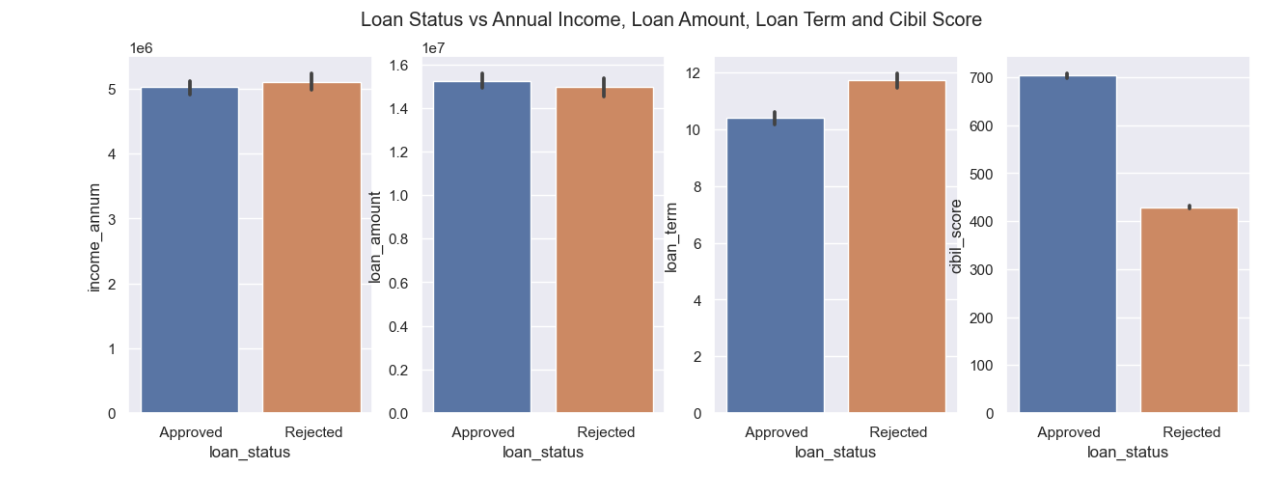 Loan Status vs Annual Income, Loan Amount, Loan Term and Cibil Score
1e6
5
4
3
2
1
0
income_annum
Approved Rejected
loan_status
1e7
1.6
1.4
1.2
1.0
0.8
0.6
0.4
0.2
0.0
loan_amount
Approved Rejected
loan_status
12
10
8
6
4
2
0
loan_term
Approved Rejected
loan_status
700
600
500
400
300
200
100
0
cibil_score
Approved Rejected
loan_status